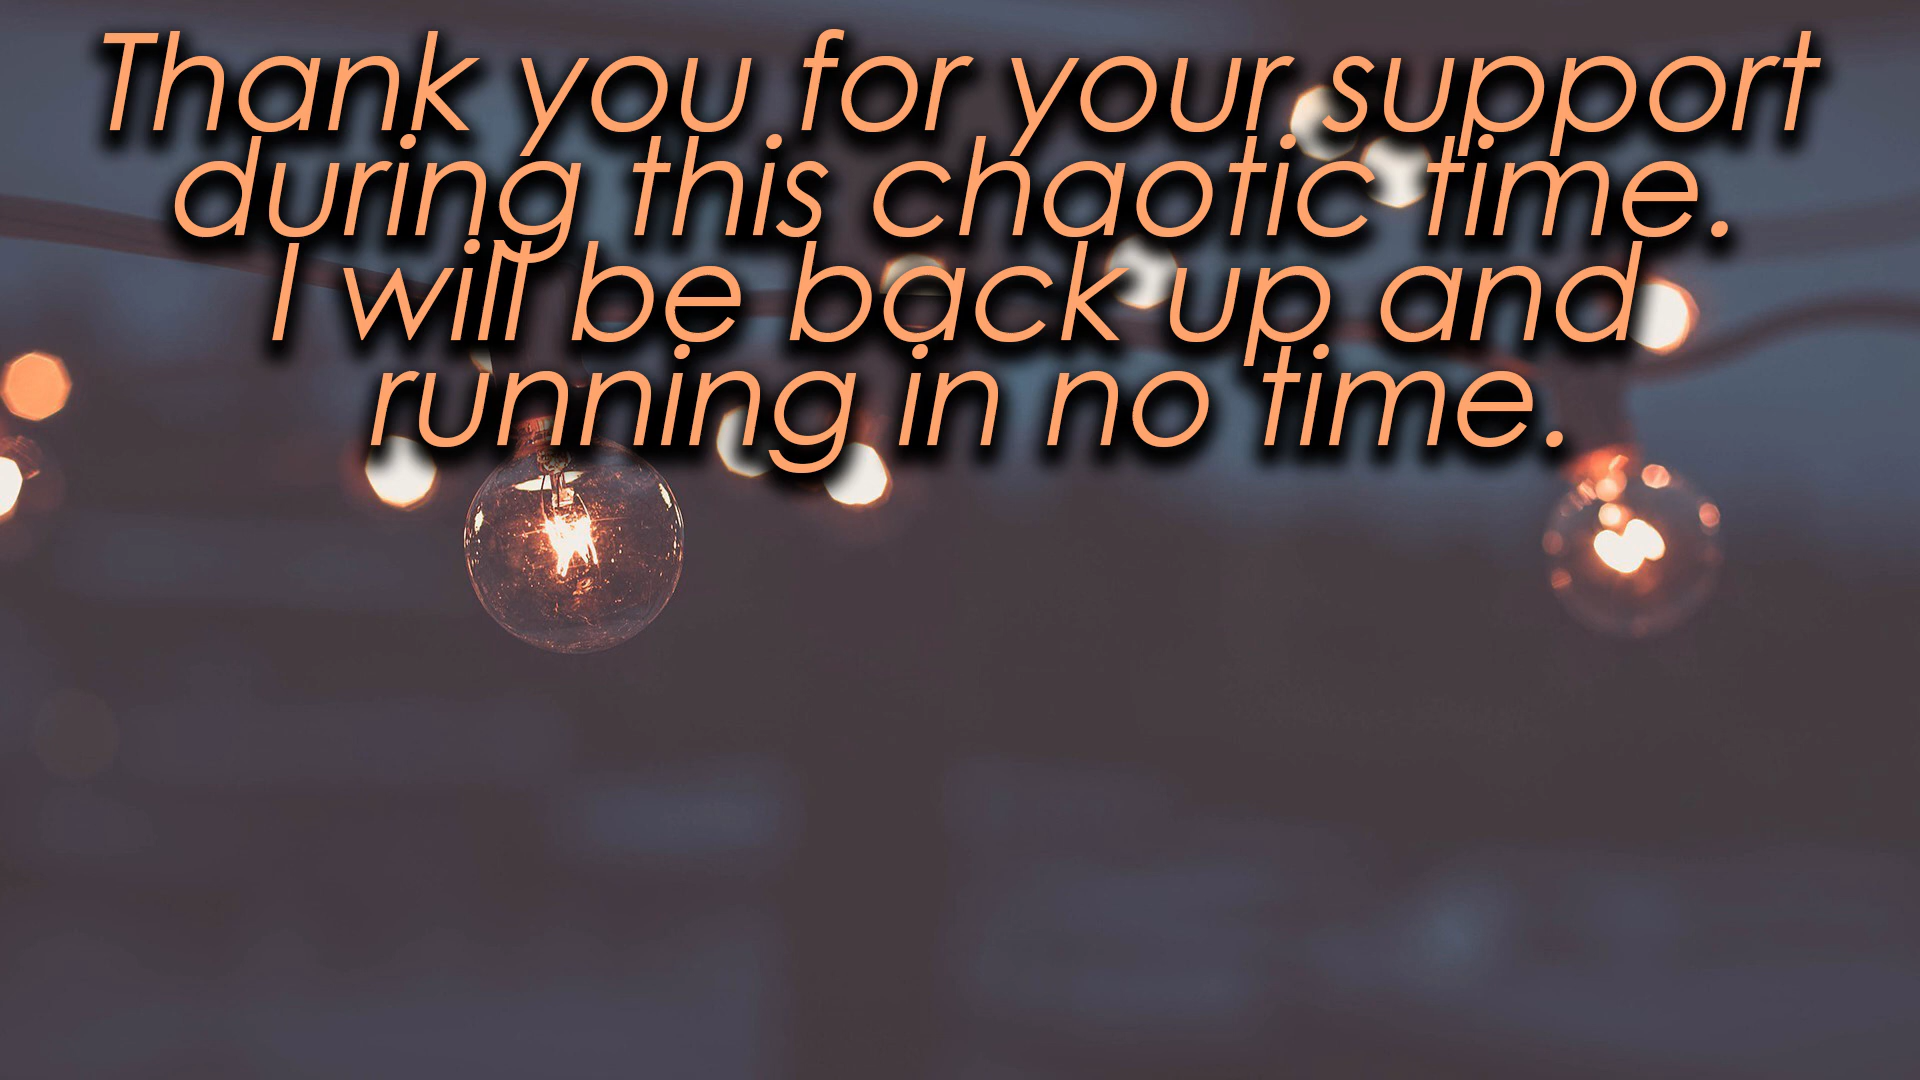 Thank you for your support
during this chaotic time.
I will be back up and
running in no time.